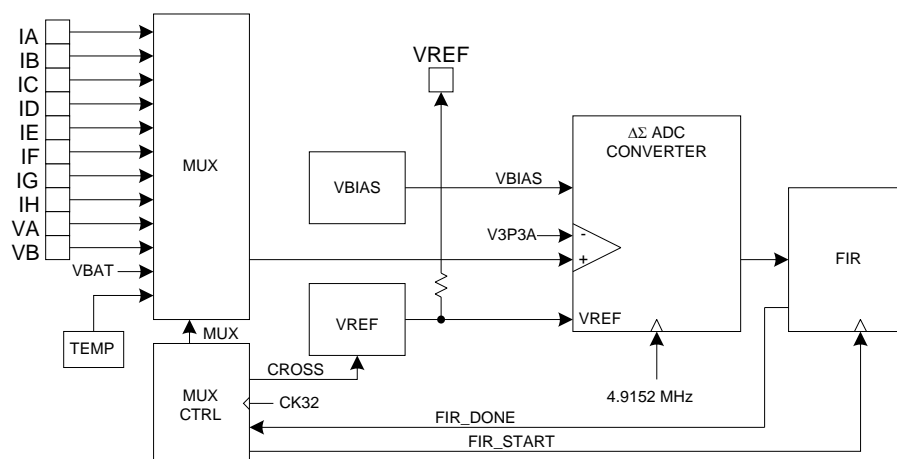 IA
IB
IC
ID
IE
IF
IG
IH
VA
VB
VBAT
TEMP
MUX
MUX
MUX
CTRL
VREF
VBIAS
VBIAS
V3P3A
-
+
ΔΣ ADC
CONVERTER
VREF
VREF
FIR
CROSS
CK32
4.9152 MHz
FIR_DONE
FIR_START